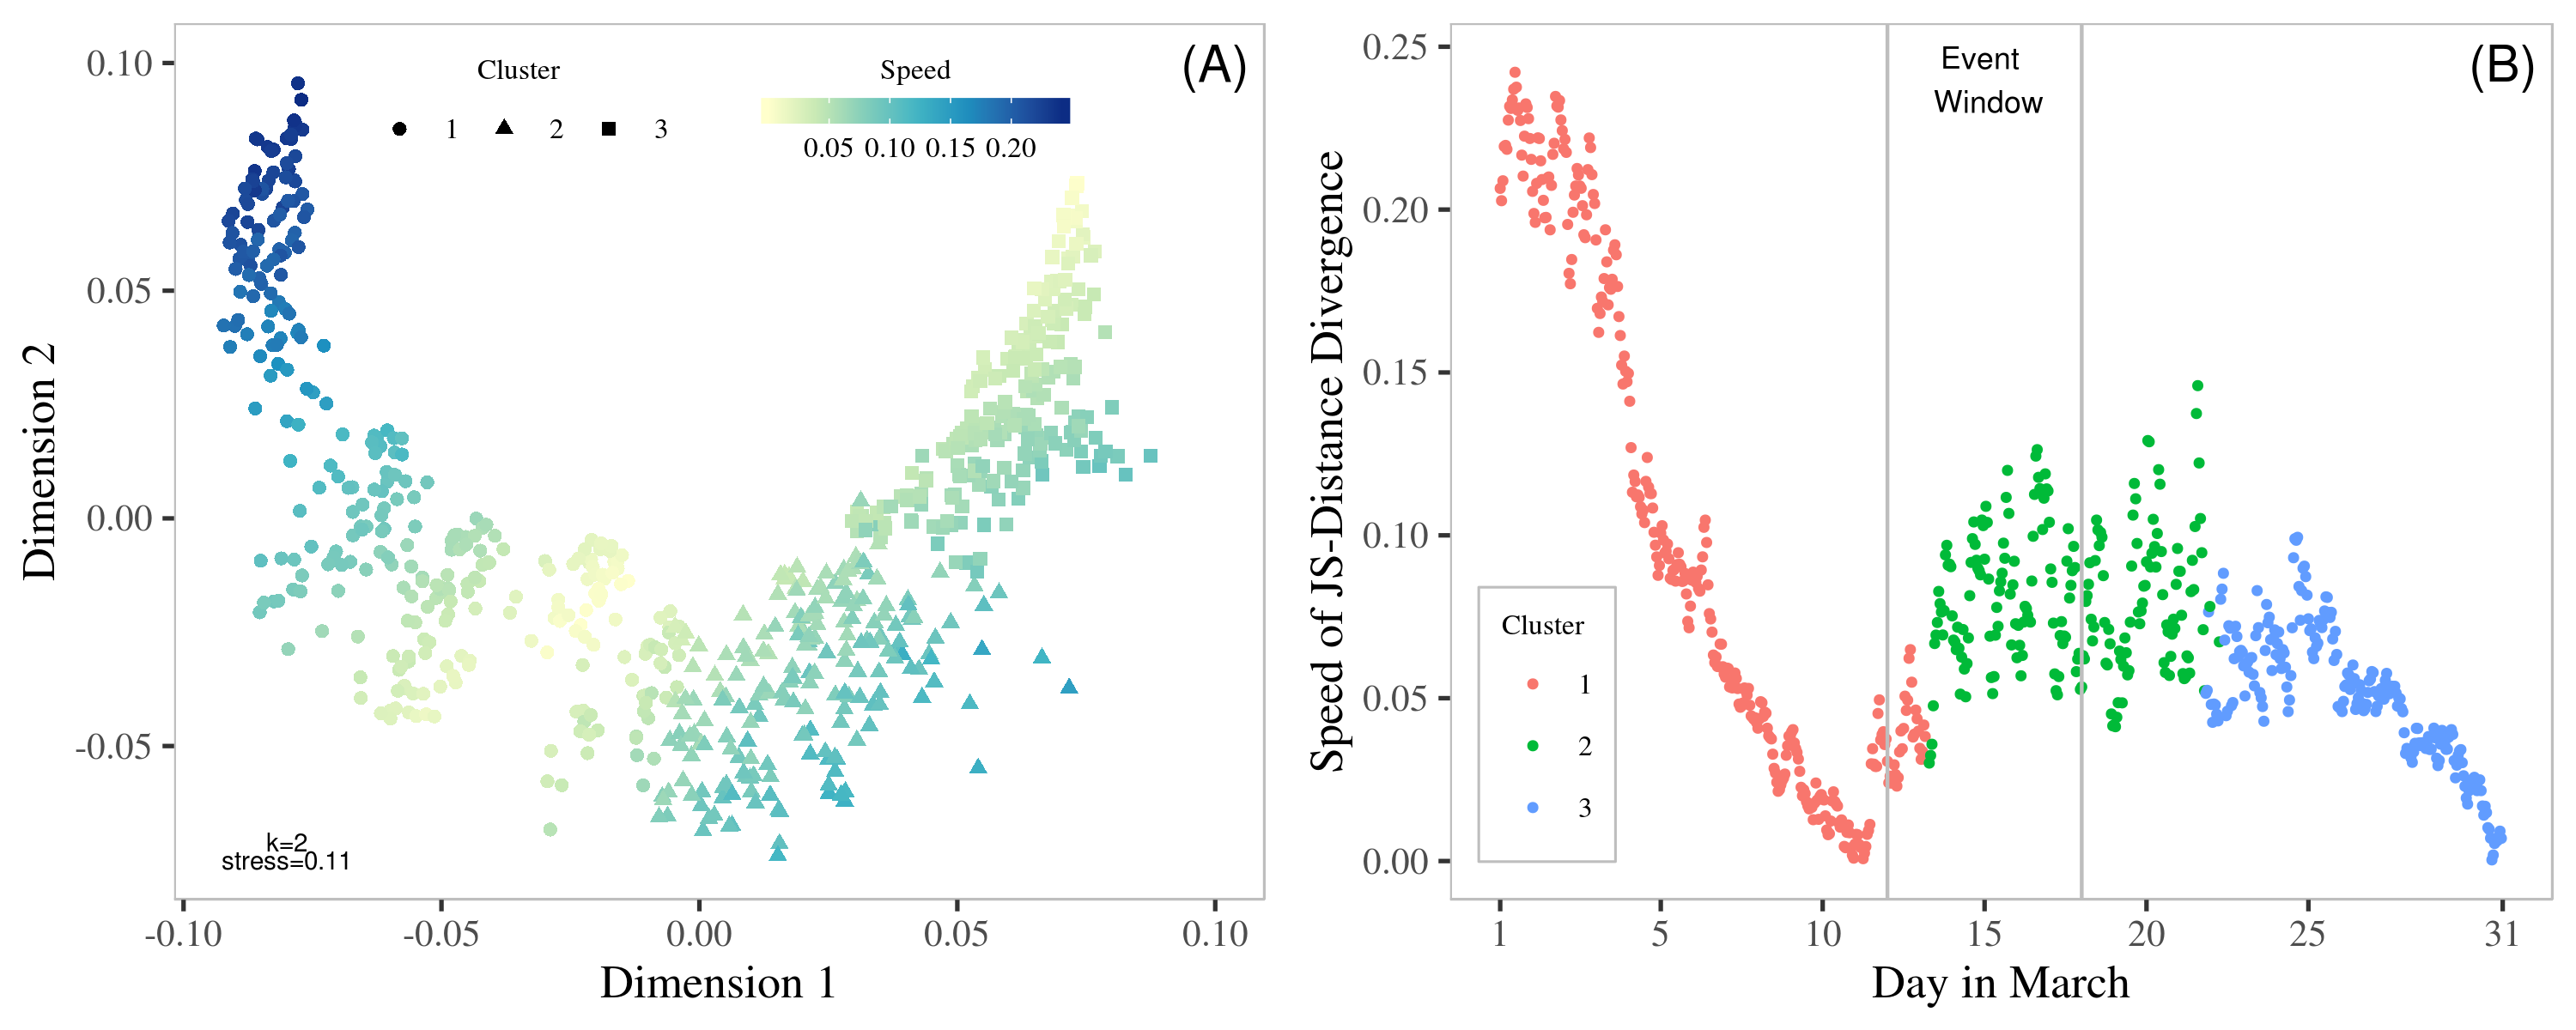 (A)
Cluster
1 2 3
Speed
0.05 0.10 0.15 0.20
0.10
0.05
0.00
-0.05
Dimension 2
k=2
stress=0.11
-0.10 -0.05 0.00 0.05 0.10
Dimension 1
(B)
Event
Window
0.25
0.20
0.15
0.10
0.05
0.00
Speed of JS-Distance Divergence
Cluster
1
2
3
1 5 10 15 20 25 31
Day in March